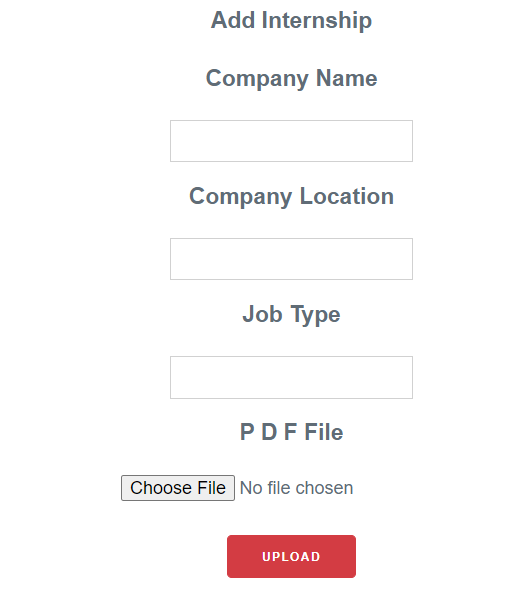 Add Internship
Company Name
Company Location
Job Type
P D F File
Choose File No file chosen
UPLOAD